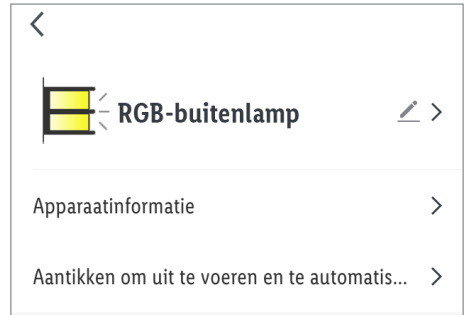 RGB-buitenlamp
Apparaatinformatie
Aantikken om uit te voeren en te automatis...